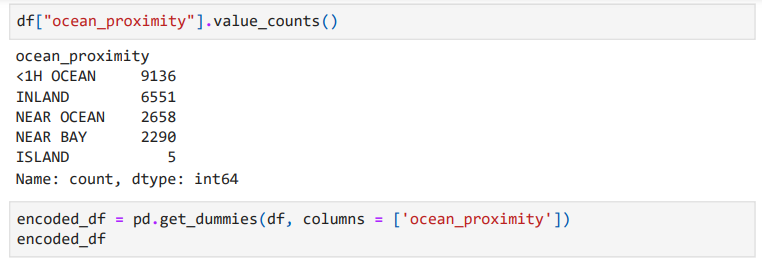 df["ocean_proximity"].value_counts()
ocean_proximity
<1H OCEAN     9136
INLAND        6551
NEAR OCEAN    2658
NEAR BAY      2290
ISLAND           5
Name: count, dtype: int64
encoded_df = pd.get_dummies(df, columns = ['ocean_proximity'])
encoded_df